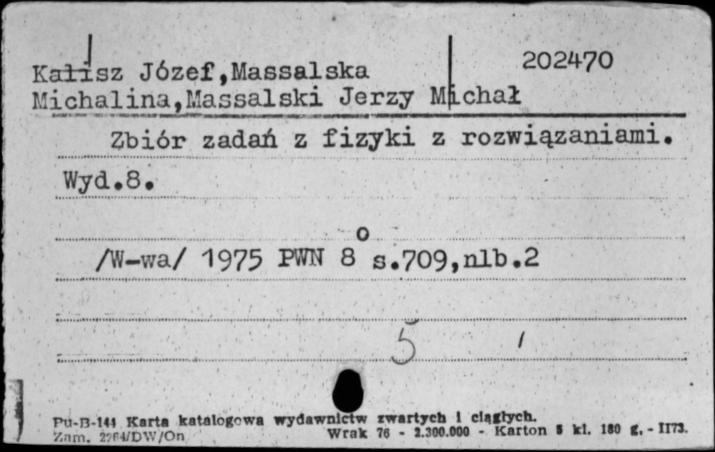 202470
Kalisz Józef,Massalska
Michalina,Massalski Jerzy Michał
Zbiór zadań z fizyki z rozwiązaniami.
Wyd.8.
/W-wa/ 1975 PWN 8° s.709,nlb.2
5
Pu-B-144 Karta katalogowa wydawnictw zwartych i ciągłych.
Zam. 2264/DW/On Wrak 76 - 2.300.000 - Karton 5 kl. 180 g. - II73.